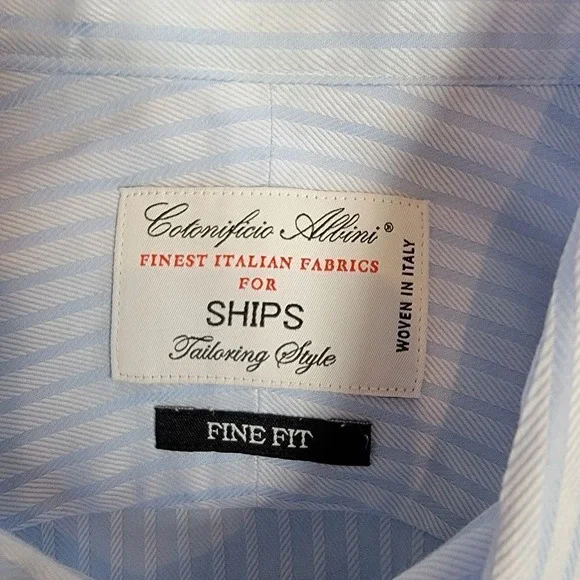 Cotonificio Albini®
FINEST ITALIAN FABRICS
FOR
SHIPS
Tailoring Style
WOVEN IN ITALY
FINE FIT